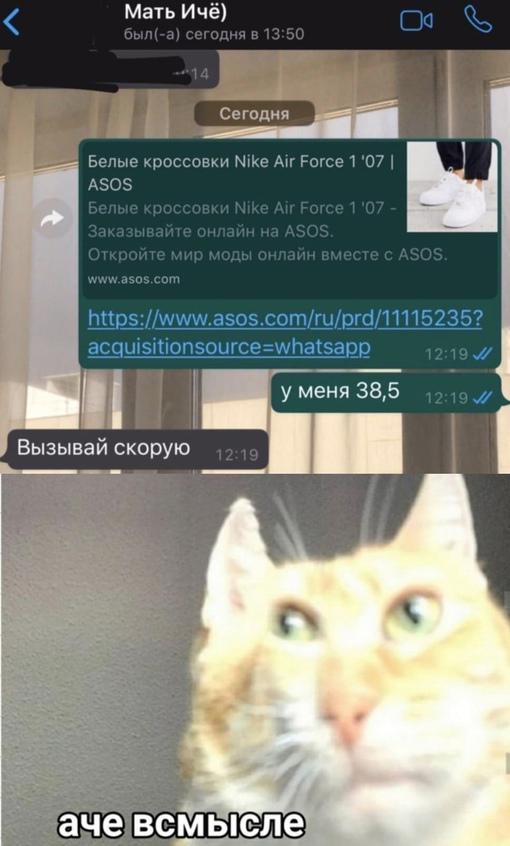 Мать Ичё)
был(-а) сегодня в 13:50
14
Сегодня
Белые кроссовки Nike Air Force 1 '07 |
ASOS
Белые кроссовки Nike Air Force 1 '07 -
Заказывайте онлайн на ASOS.
Откройте мир моды онлайн вместе с ASOS.
www.asos.com
https://www.asos.com/ru/prd/11115235?
acquisitionsource=whatsapp
12:19
у меня 38,5 12:19
Вызывай скорую 12:19
аче всмысле